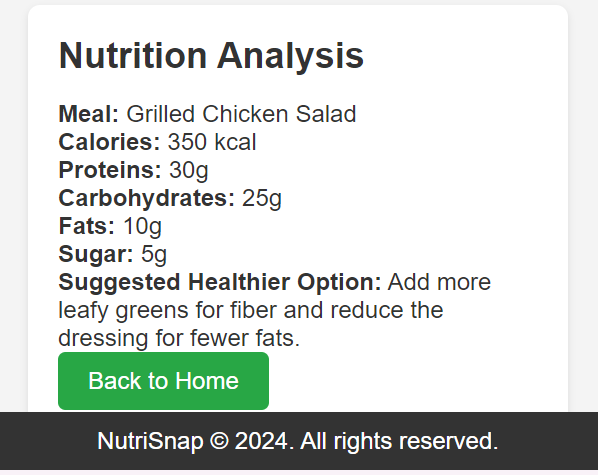 Nutrition Analysis
Meal: Grilled Chicken Salad
Calories: 350 kcal
Proteins: 30g
Carbohydrates: 25g
Fats: 10g
Sugar: 5g
Suggested Healthier Option: Add more
leafy greens for fiber and reduce the
dressing for fewer fats.
Back to Home
NutriSnap © 2024. All rights reserved.